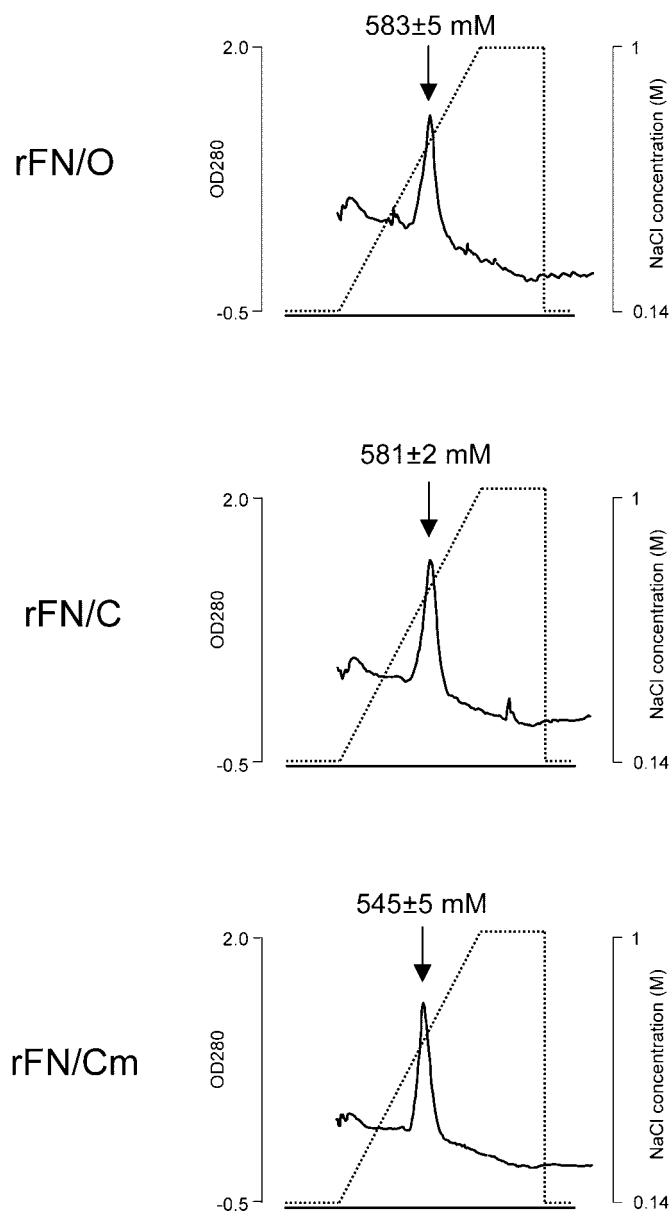 583±5 mM
2.0
1
rFN/O
OD280
NaCl concentration (M)
-0.5
0.14
581±2 mM
2.0
1
rFN/C
OD280
NaCl concentration (M)
-0.5
0.14
545±5 mM
2.0
1
rFN/Cm
OD280
NaCl concentration (M)
-0.5
0.14